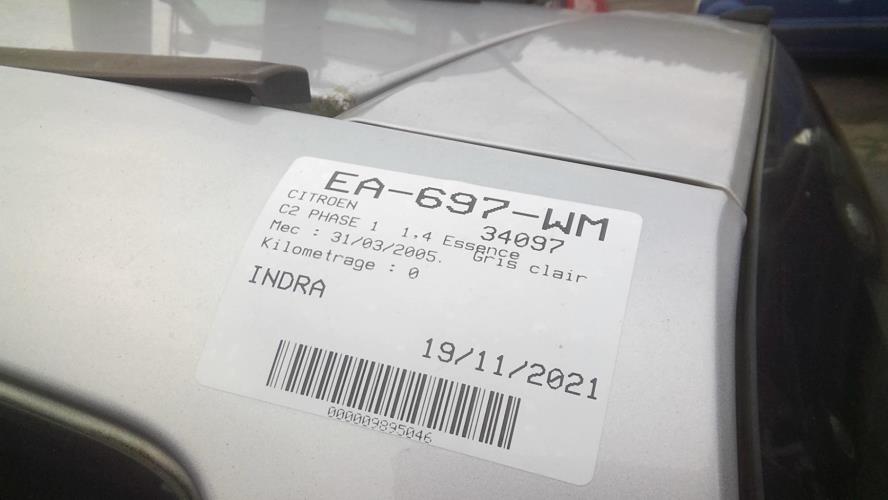 EA-697-WM
CITROEN 34097
C2 PHASE 1 1,4 Essence
Mec : 31/03/2005. Gris clair
Kilometrage : 0
INDRA
19/11/2021
000009895046